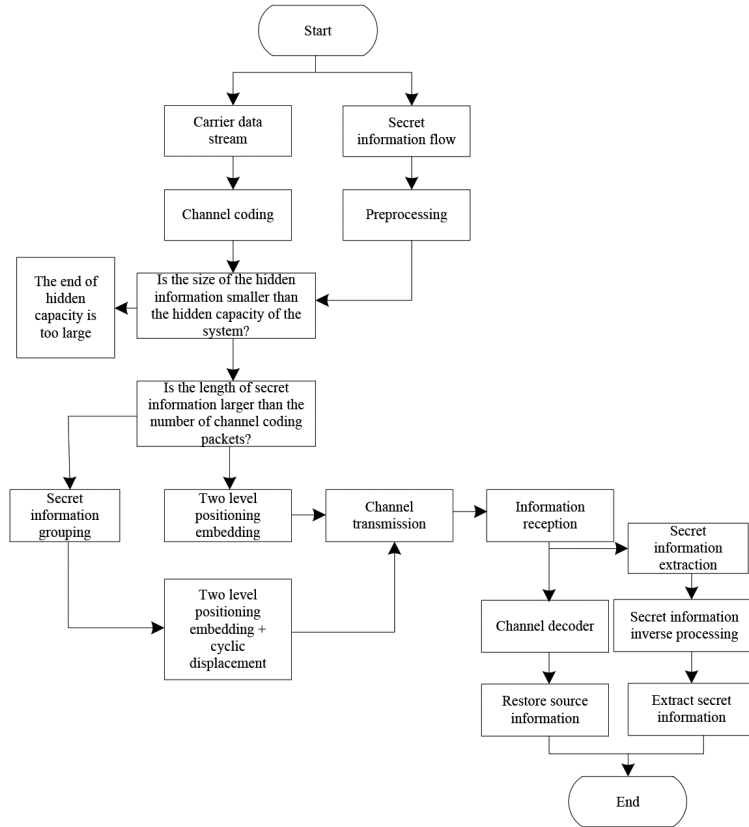 Start
Carrier data
stream
Secret
information flow
Channel coding
Preprocessing
The end of
hidden
capacity is
too large
Is the size of the hidden
information smaller than
the hidden capacity of the
system?
Is the length of secret
information larger than the
number of channel coding
packets?
Secret
information
grouping
Two level
positioning
embedding
Channel
transmission
Information
reception
Secret
information
extraction
Two level
positioning
embedding +
cyclic
displacement
Channel decoder
Secret information
inverse processing
Restore source
information
Extract secret
information
End